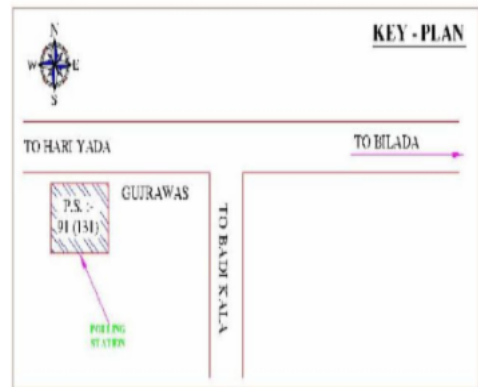 KEY - PLAN
N
W E
S
TO HARI YADA
TO BILADA
GUJRAWAS
P.S. :-
91 (131)
TO BADI KALA
POLLING
STATION